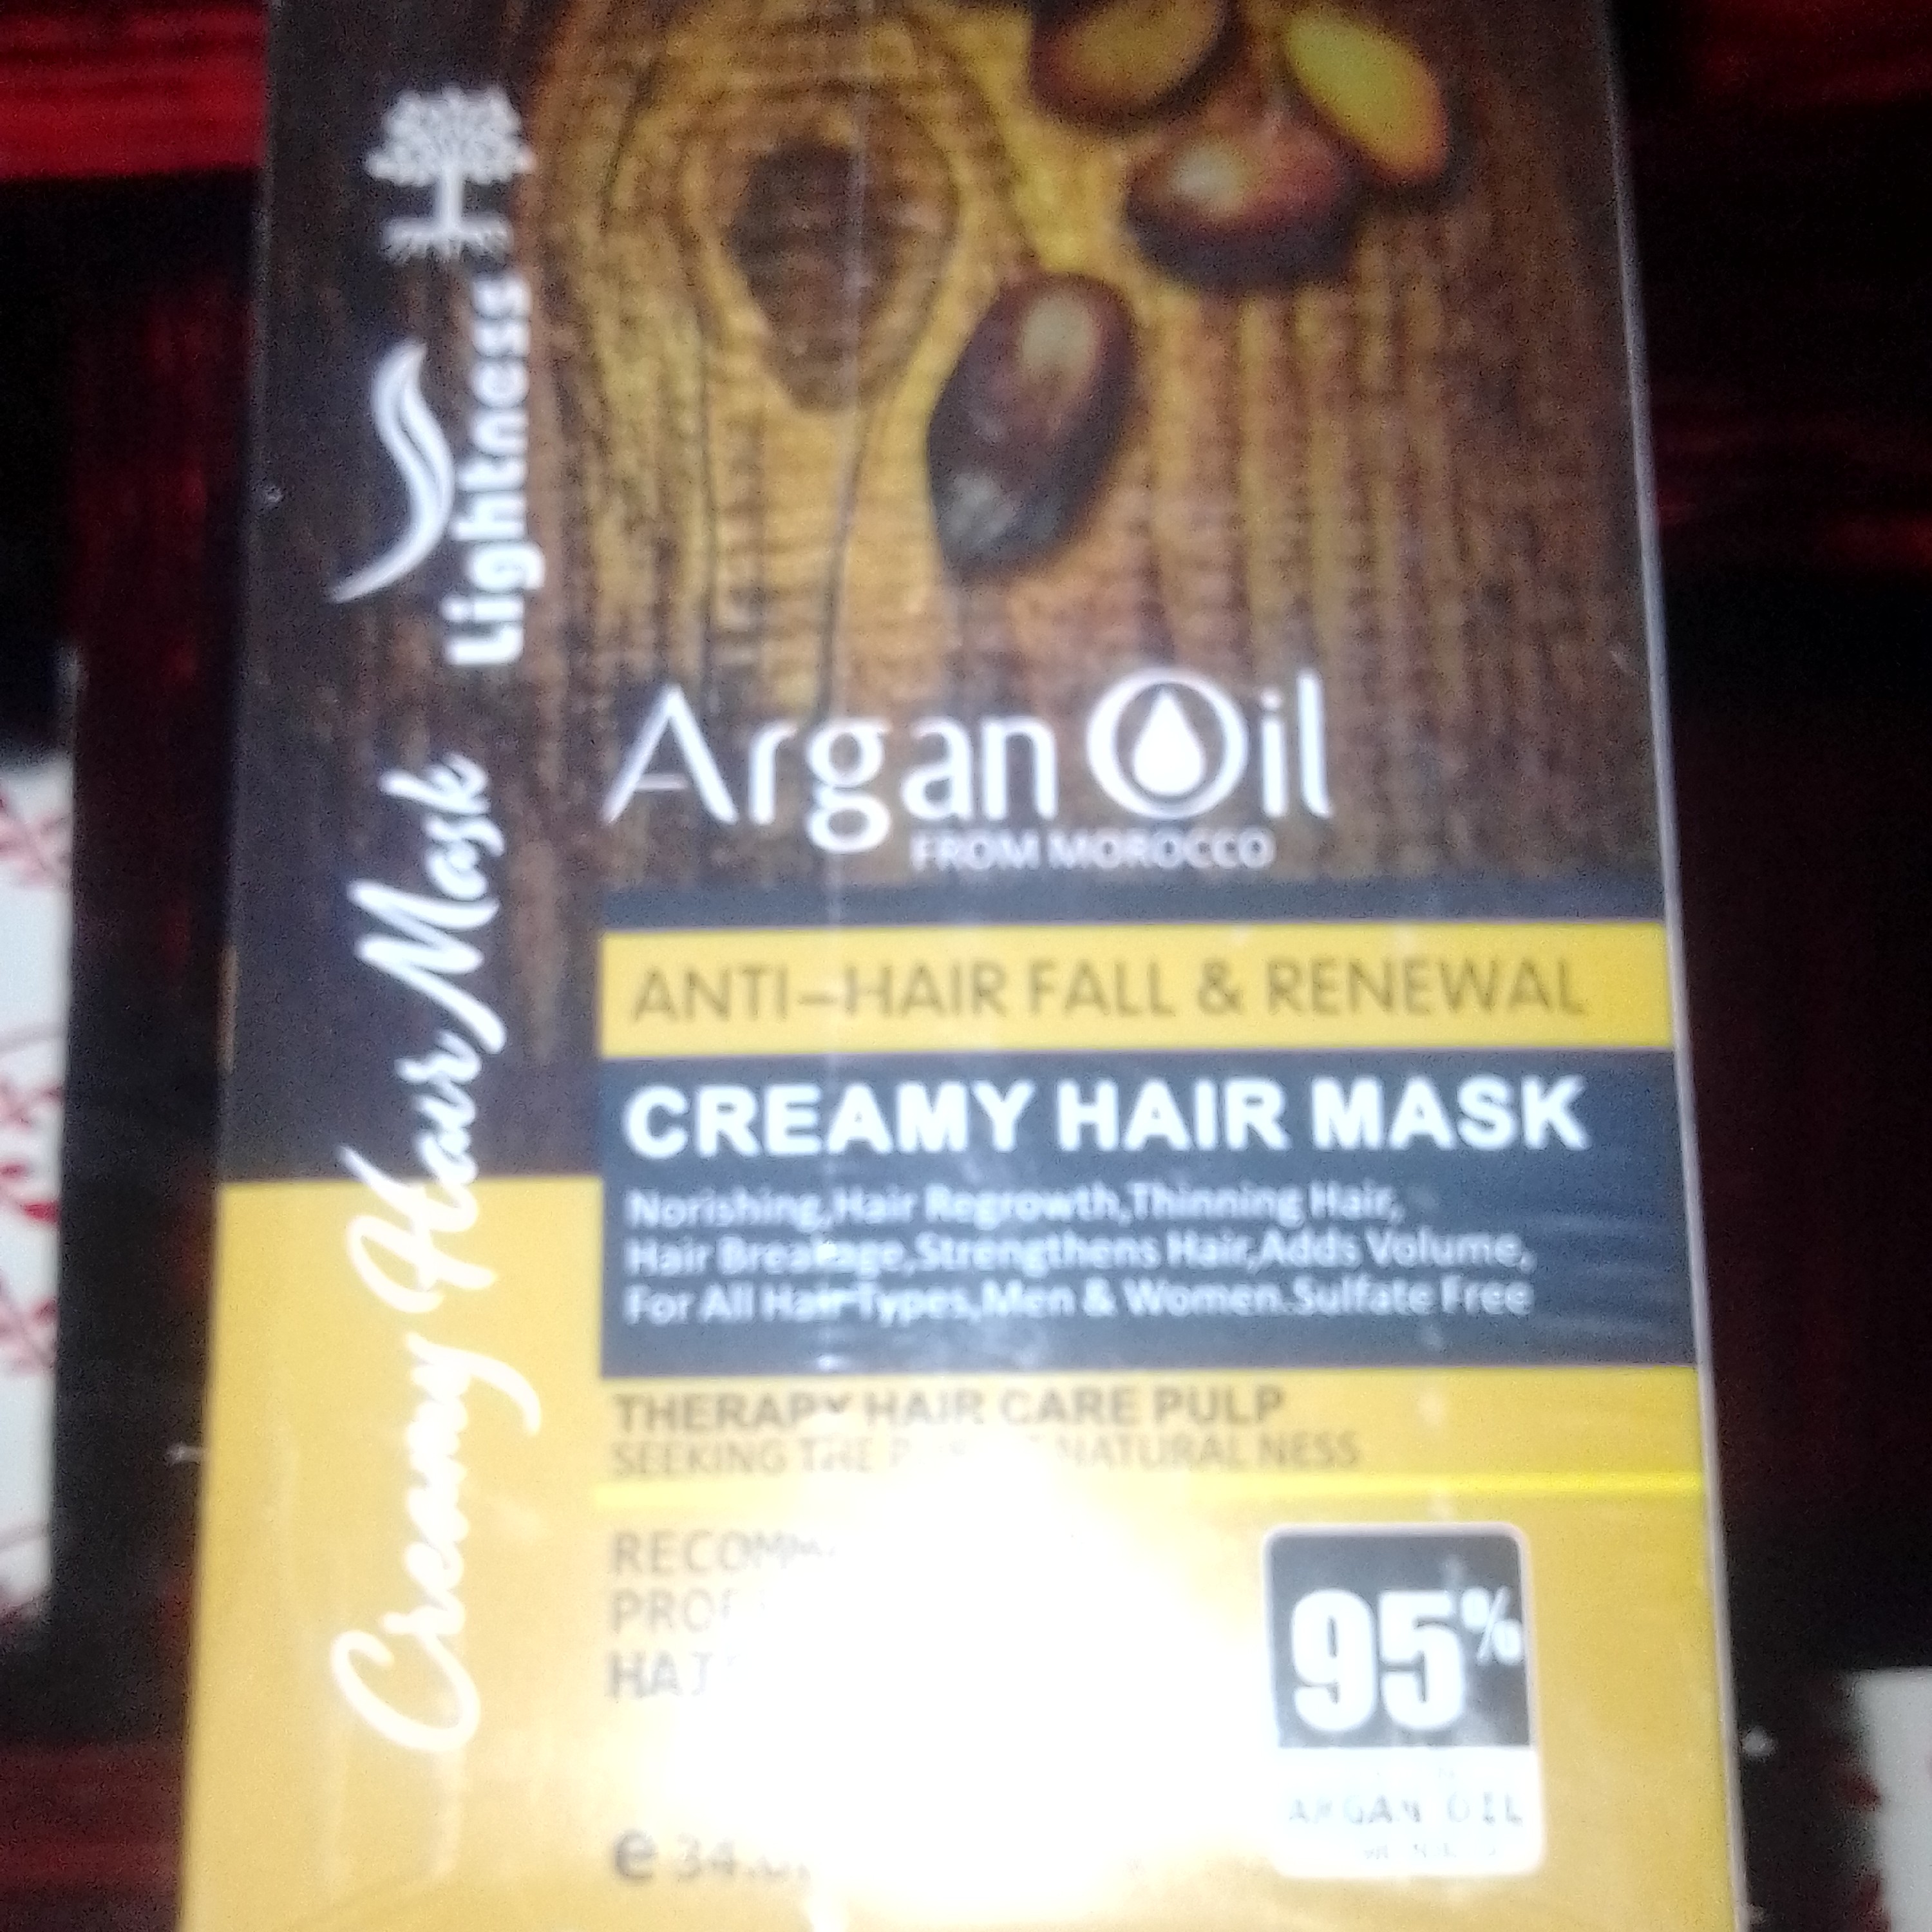 Lightness
Creamy Hair Mask
Argan Oil
FROM MOROCCO
ANTI-HAIR FALL & RENEWAL
CREAMY HAIR MASK
Norishing,Hair Regrowth,Thinning Hair,
Hair Breakage,Strengthens Hair,Adds Volume,
For All Hair Types,Men & Women.Sulfate Free
THERAPY HAIR CARE PULP
SEEKING THE NATURAL NESS
95%
ARGAN OIL
e